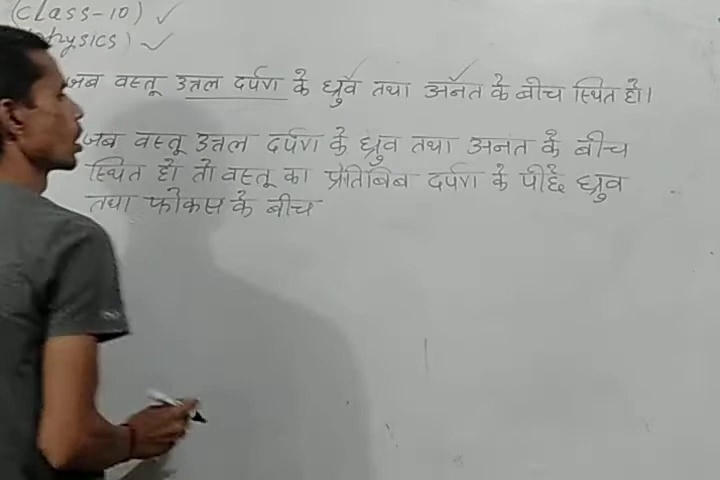 (Class-10) ✓
Physics) ✓
जब वस्तू उत्तल दर्पण के ध्रुव तथा अनंत के बीच स्थित हो।
जब वस्तू उत्तल दर्पण के ध्रुव तथा अनत के बीच
स्थित हो तो वस्तू का प्रतिबिंब दर्पण के पीछे ध्रुव
तथा फोकस के बीच